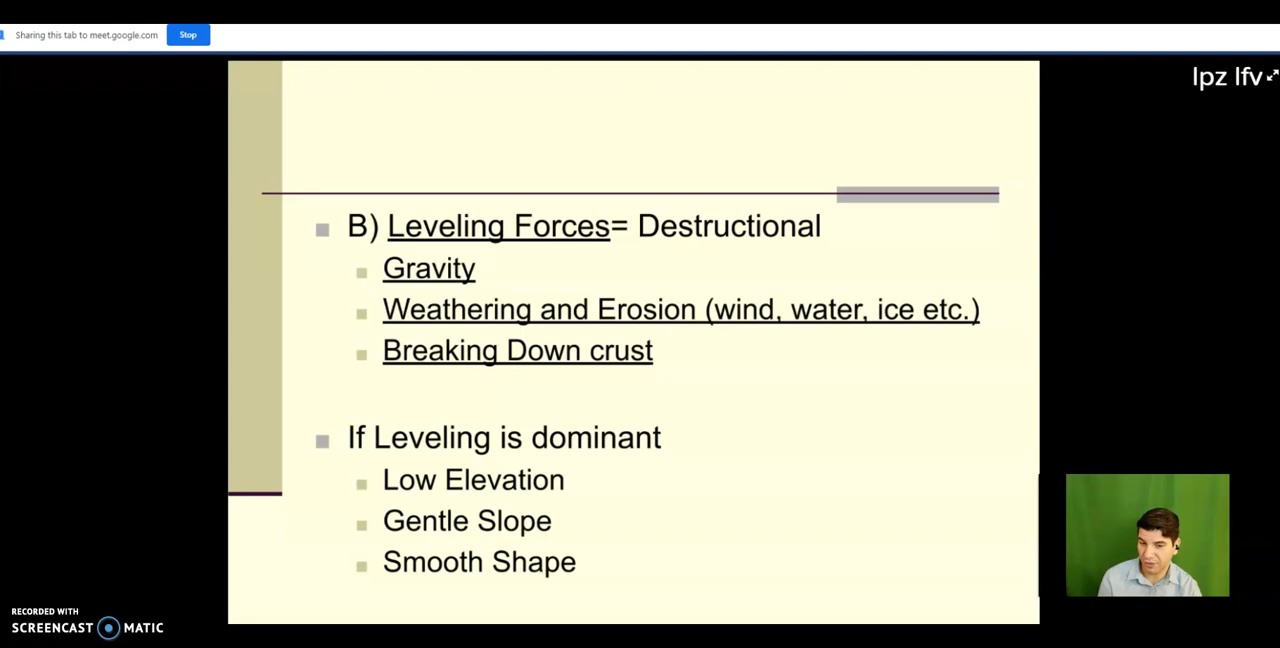 Sharing this tab to meet.google.com
Stop
lpz lfv
B) Leveling Forces= Destructional
Gravity
Weathering and Erosion (wind, water, ice etc.)
Breaking Down crust
If Leveling is dominant
Low Elevation
Gentle Slope
Smooth Shape
RECORDED WITH
SCREENCAST MATIC